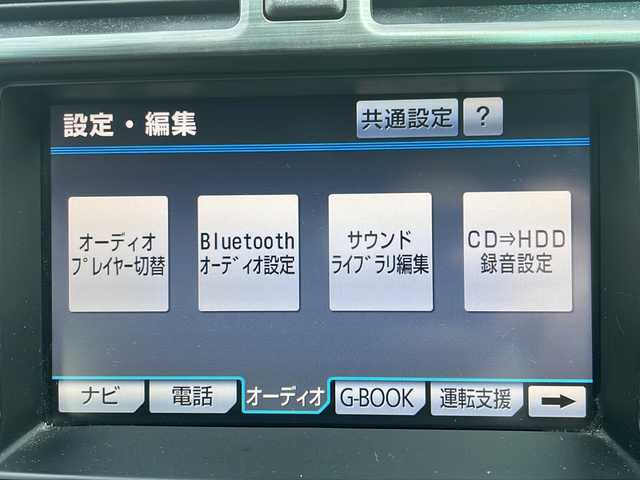 設定・編集
共通設定
?
オーディオ
プレイヤー切替
Bluetooth
オーディオ設定
サウンド
ライブラリ編集
CD⇒HDD
録音設定
ナビ
電話
オーディオ
G-BOOK
運転支援
→